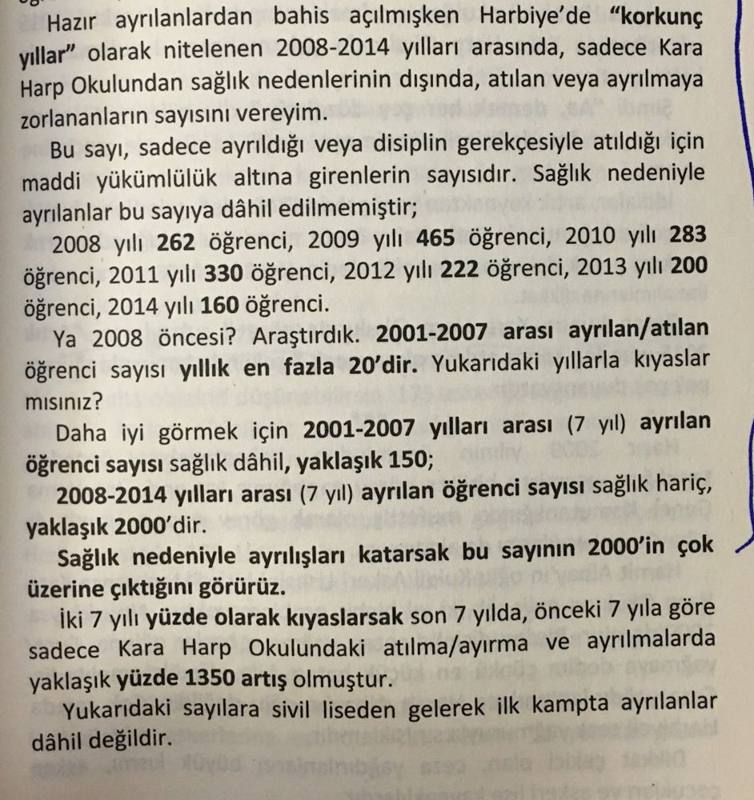 Hazır ayrılanlardan bahis açılmışken Harbiye'de “korkunç
yıllar” olarak nitelenen 2008-2014 yılları arasında, sadece Kara
Harp Okulundan sağlık nedenlerinin dışında, atılan veya ayrılmaya
zorlananların sayısını vereyim.
Bu sayı, sadece ayrıldığı veya disiplin gerekçesiyle atıldığı için
maddi yükümlülük altına girenlerin sayısıdır. Sağlık nedeniyle
ayrılanlar bu sayıya dâhil edilmemiştir;
2008 yılı 262 öğrenci, 2009 yılı 465 öğrenci, 2010 yılı 283
öğrenci, 2011 yılı 330 öğrenci, 2012 yılı 222 öğrenci, 2013 yılı 200
öğrenci, 2014 yılı 160 öğrenci.
Ya 2008 öncesi? Araştırdık. 2001-2007 arası ayrılan/atılan
öğrenci sayısı yıllık en fazla 20'dir. Yukarıdaki yıllarla kıyaslar
mısınız?
Daha iyi görmek için 2001-2007 yılları arası (7 yıl) ayrılan
öğrenci sayısı sağlık dâhil, yaklaşık 150;
2008-2014 yılları arası (7 yıl) ayrılan öğrenci sayısı sağlık hariç,
yaklaşık 2000'dir.
Sağlık nedeniyle ayrılışları katarsak bu sayının 2000'in çok
üzerine çıktığını görürüz.
İki 7 yılı yüzde olarak kıyaslarsak son 7 yılda, önceki 7 yıla göre
sadece Kara Harp Okulundaki atılma/ayırma ve ayrılmalarda
yaklaşık yüzde 1350 artış olmuştur.
Yukarıdaki sayılara sivil liseden gelerek ilk kampta ayrılanlar
dâhil değildir.